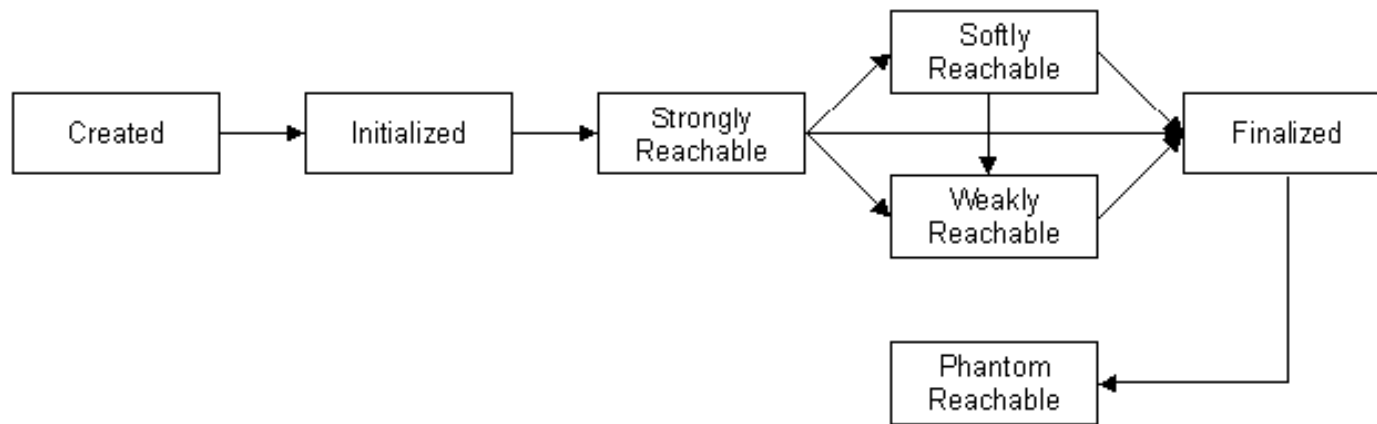 Created
Initialized
Strongly
Reachable
Softly
Reachable
Weakly
Reachable
Finalized
Phantom
Reachable